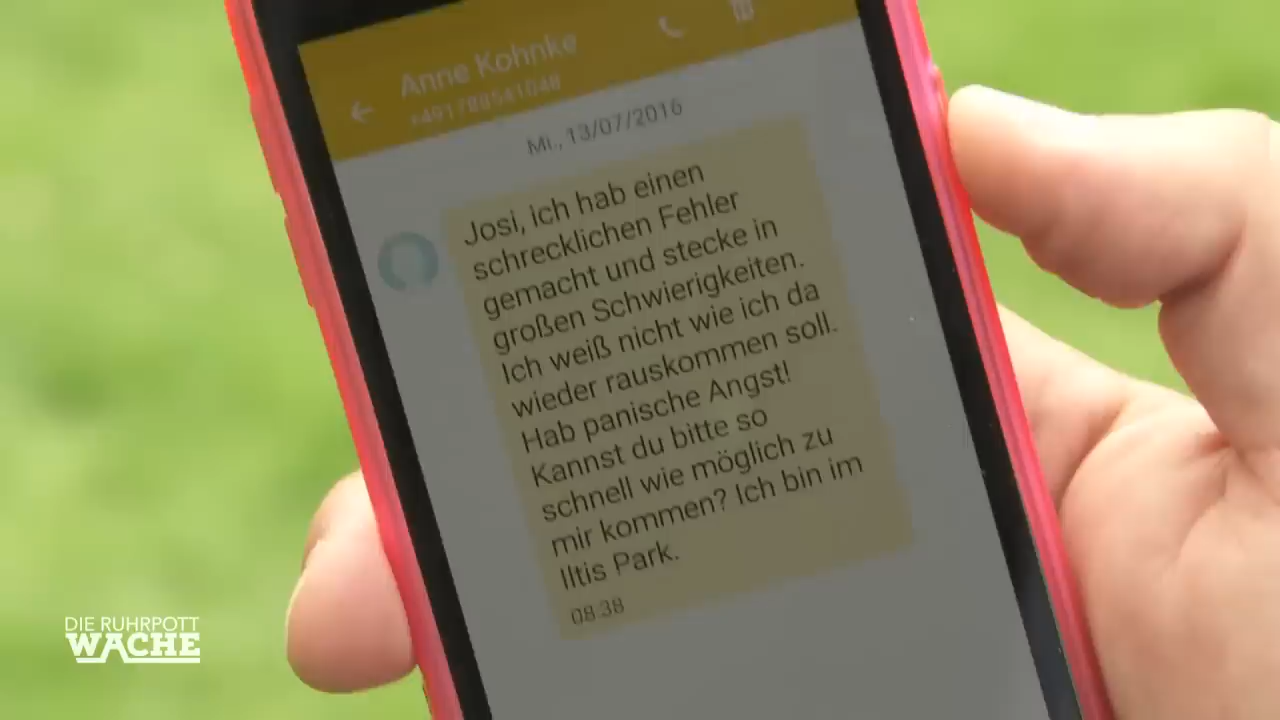 Anne Kohnke
+491788541048
Mi., 13/07/2016
Josi, ich hab einen
schrecklichen Fehler
gemacht und stecke in
großen Schwierigkeiten.
Ich weiß nicht wie ich da
wieder rauskommen soll.
Hab panische Angst!
Kannst du bitte so
schnell wie möglich zu
mir kommen? Ich bin im
Iltis Park.
08:38
DIE RUHRPOTT
WACHE